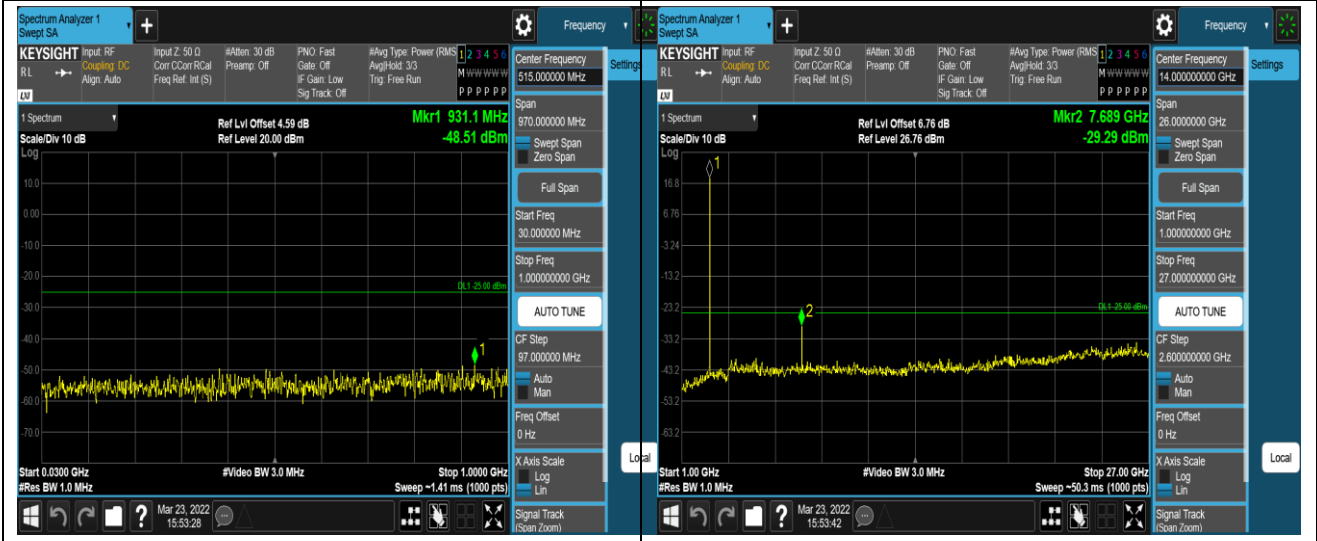 Spectrum Analyzer 1
Swept SA
+
Frequency
KEYSIGHT
RL
LXI
Input: RF
Coupling: DC
Align: Auto
Input Z: 50 Ω
Corr CCorr RCal
Freq Ref: Int (S)
#Atten: 30 dB
Preamp: Off
PNO: Fast
Gate: Off
IF Gain: Low
Sig Track: Off
#Avg Type: Power (RMS
Avg|Hold: 3/3
Trig: Free Run
1 2 3 4 5 6
M W W W W W
P P P P P P
1 Spectrum
Scale/Div 10 dB
Log
Ref Lvl Offset 4.59 dB
Ref Level 20.00 dBm
Mkr1 931.1 MHz
-48.51 dBm
10.0
0.00
-10.0
-20.0
DL1 -25.00 dBm
-30.0
-40.0
1
-50.0
-60.0
-70.0
Start 0.0300 GHz
#Res BW 1.0 MHz
#Video BW 3.0 MHz
Stop 1.0000 GHz
Sweep ~1.41 ms (1000 pts)
?
Mar 23, 2022
15:53:28
Center Frequency
515.000000 MHz
Settings
Span
970.000000 MHz
Swept Span
Zero Span
Full Span
Start Freq
30.000000 MHz
Stop Freq
1.000000000 GHz
AUTO TUNE
CF Step
97.000000 MHz
Auto
Man
Freq Offset
0 Hz
X Axis Scale
Log
Lin
Local
Signal Track
(Span Zoom)
Spectrum Analyzer 1
Swept SA
+
Frequency
KEYSIGHT
RL
LXI
Input: RF
Coupling: DC
Align: Auto
Input Z: 50 Ω
Corr CCorr RCal
Freq Ref: Int (S)
#Atten: 30 dB
Preamp: Off
PNO: Fast
Gate: Off
IF Gain: Low
Sig Track: Off
#Avg Type: Power (RMS
Avg|Hold: 3/3
Trig: Free Run
1 2 3 4 5 6
M W W W W W
P P P P P P
1 Spectrum
Scale/Div 10 dB
Log
Ref Lvl Offset 6.76 dB
Ref Level 26.76 dBm
Mkr2 7.689 GHz
-29.29 dBm
1
16.8
6.76
-3.24
-13.2
-23.2
2
DL1 -25.00 dBm
-33.2
-43.2
-53.2
-63.2
Start 1.00 GHz
#Res BW 1.0 MHz
#Video BW 3.0 MHz
Stop 27.00 GHz
Sweep ~50.3 ms (1000 pts)
?
Mar 23, 2022
15:53:42
Center Frequency
14.000000000 GHz
Settings
Span
26.0000000 GHz
Swept Span
Zero Span
Full Span
Start Freq
1.000000000 GHz
Stop Freq
27.000000000 GHz
AUTO TUNE
CF Step
2.600000000 GHz
Auto
Man
Freq Offset
0 Hz
X Axis Scale
Log
Lin
Local
Signal Track
(Span Zoom)